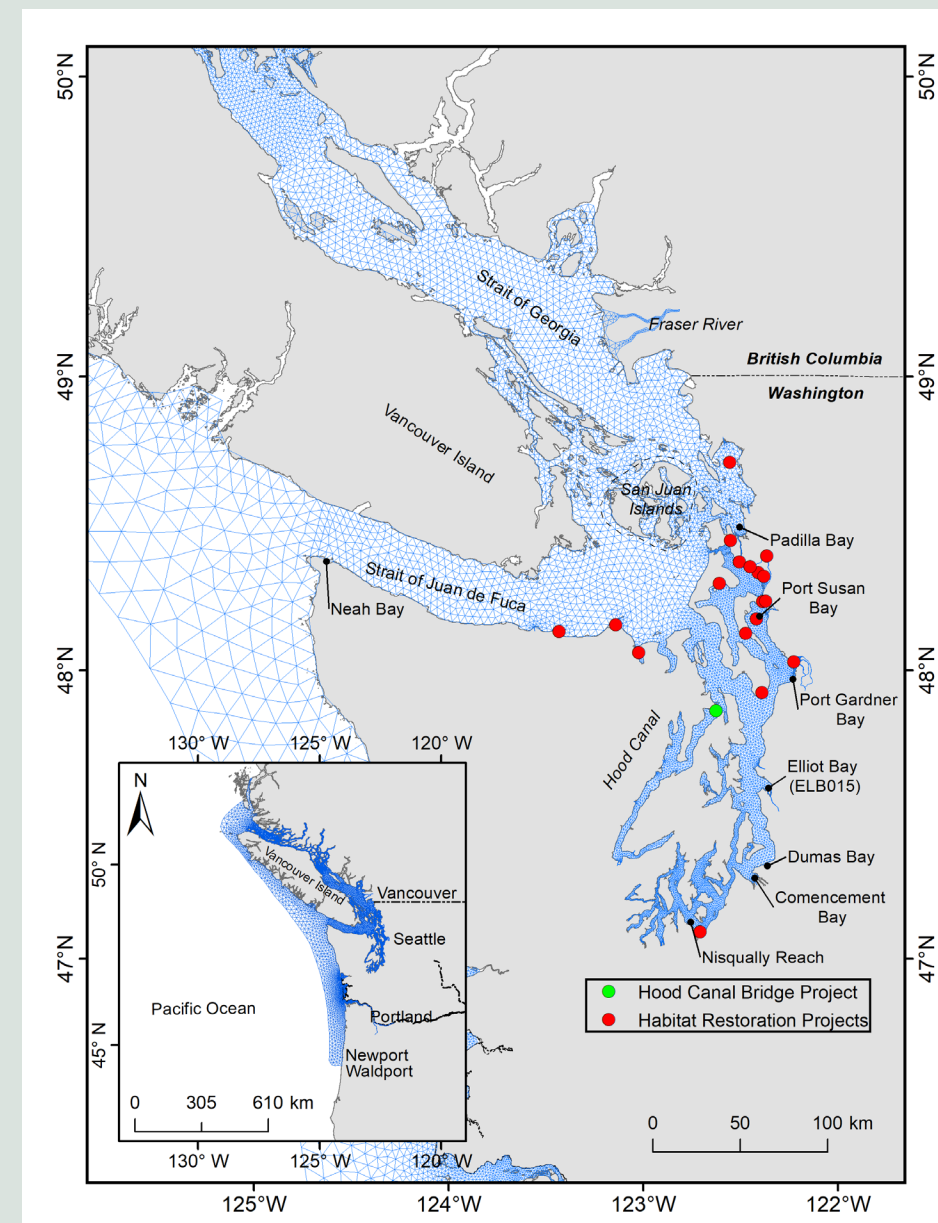 50°N
50°N
Strait of Georgia
Fraser River
British Columbia
49°N
49°N
Washington
Vancouver Island
San Juan
Islands
Padilla Bay
Strait of Juan de Fuca
Neah Bay
Port Susan
Bay
48°N
48°N
Port Gardner
Bay
Hood Canal
130° W
125° W
120° W
Elliot Bay
(ELB015)
N
Dumas Bay
50° N
Vancouver Island
Vancouver
Comencement
Bay
Seattle
47°N
47°N
Nisqually Reach
Hood Canal Bridge Project
Habitat Restoration Projects
Pacific Ocean
Portland
45° N
Newport
Waldport
0 305 610 km
0 50 100 km
130° W
125° W
120° W
125°W
124°W
123°W
122°W